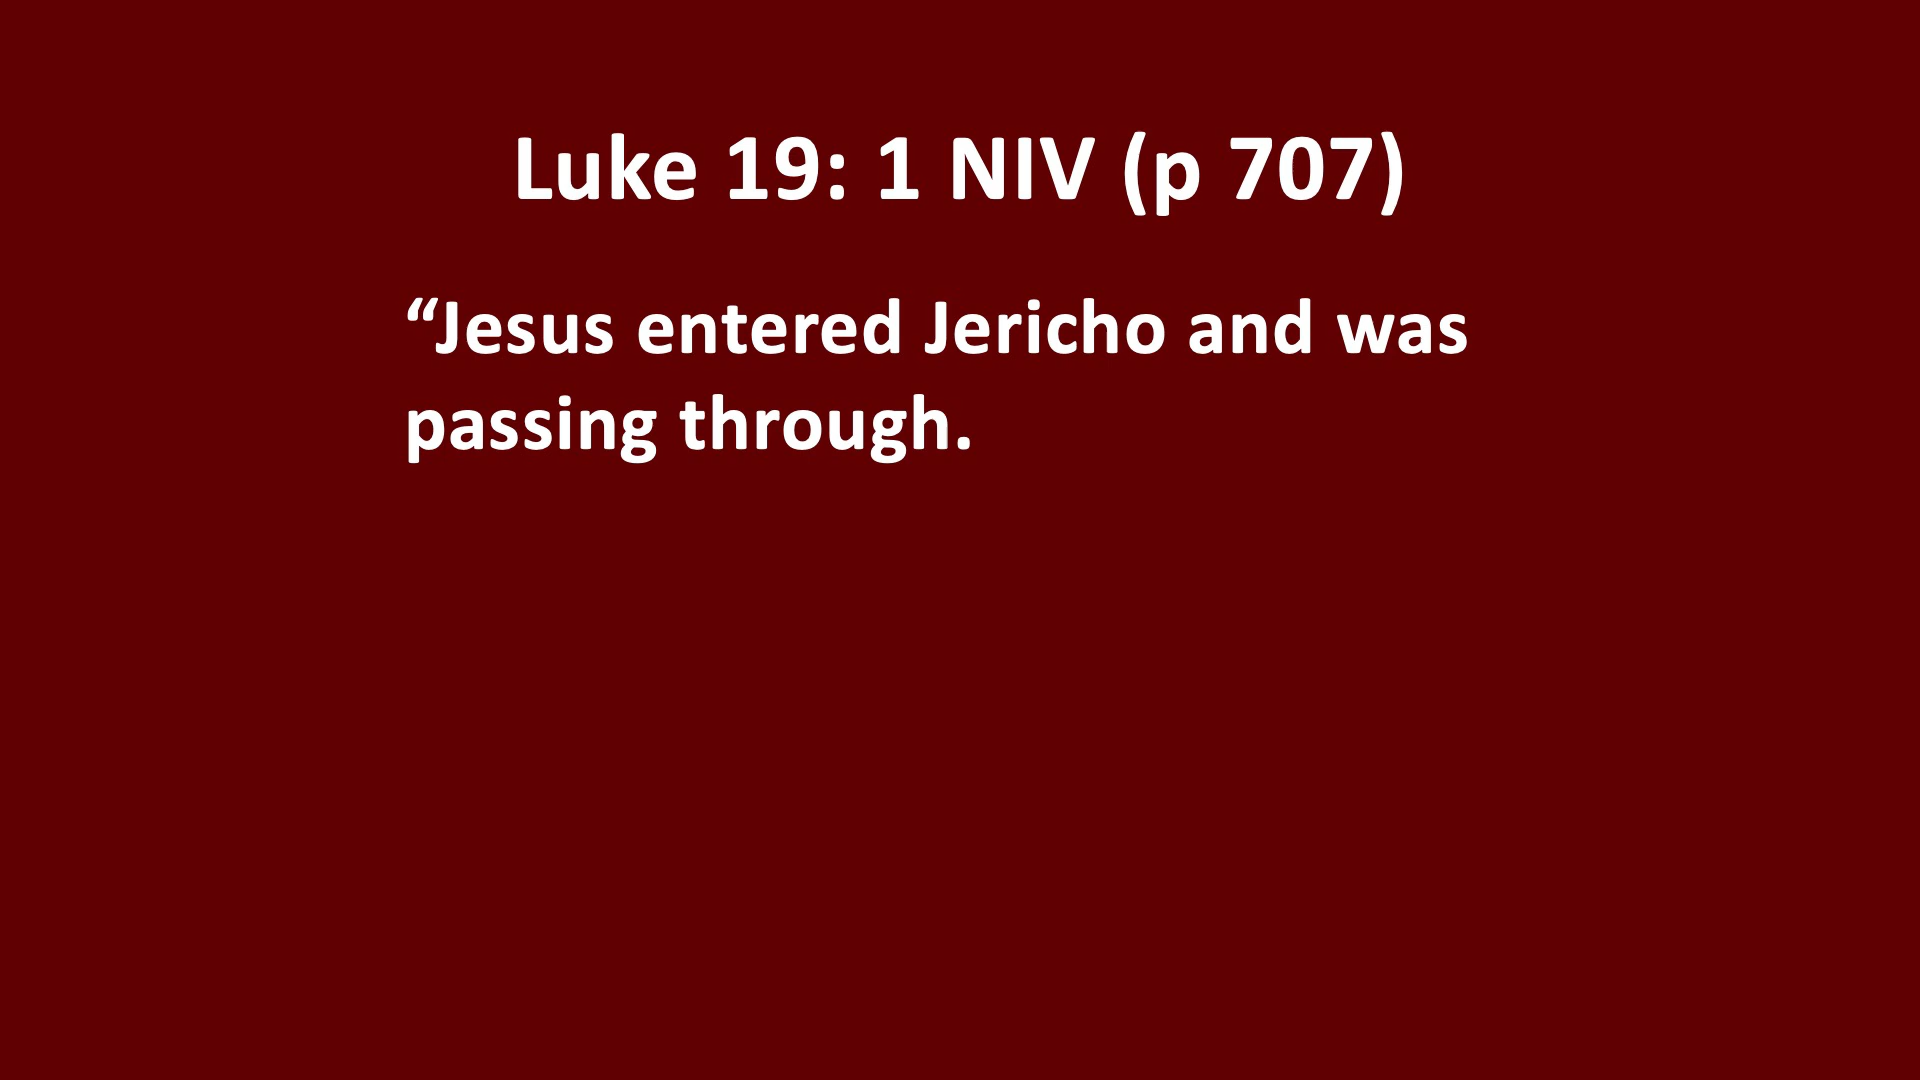 Luke 19: 1 NIV (p 707)
“Jesus entered Jericho and was
passing through.